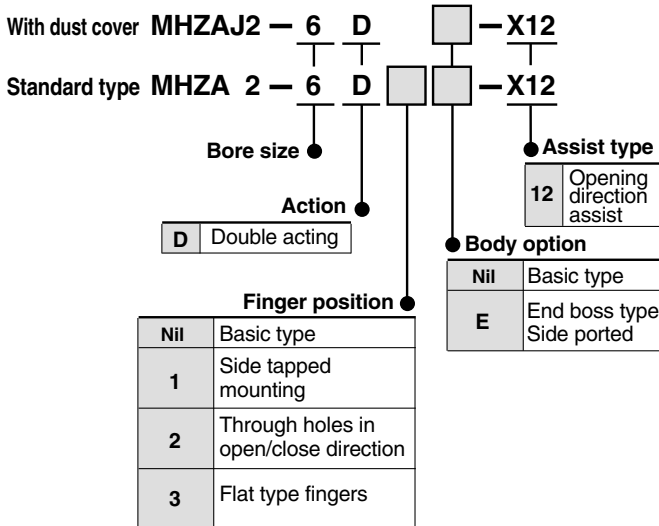 With dust cover MHZAJ2 — 6 D — X12
Standard type MHZA 2 — 6 D — X12
Bore size
Assist type
12 Opening
direction
assist
Action
D Double acting
Body option
Nil Basic type
E End boss type
Side ported
Finger position
Nil Basic type
1 Side tapped
mounting
2 Through holes in
open/close direction
3 Flat type fingers